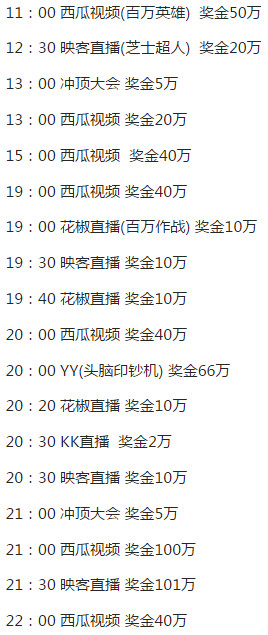 11：00 西瓜视频(百万英雄)  奖金50万
12：30 映客直播(芝士超人)  奖金20万
13：00 冲顶大会 奖金5万
13：00 西瓜视频 奖金20万
15：00 西瓜视频  奖金40万
19：00 西瓜视频 奖金40万
19：00 花椒直播(百万作战) 奖金10万
19：30 映客直播 奖金10万
19：40 花椒直播 奖金10万
20：00 西瓜视频 奖金40万
20：00 YY(头脑印钞机) 奖金66万
20：20 花椒直播 奖金10万
20：30 KK直播  奖金2万
20：30 映客直播 奖金10万
21：00 冲顶大会 奖金5万
21：00 西瓜视频 奖金100万
21：30 映客直播 奖金101万
22：00 西瓜视频 奖金40万